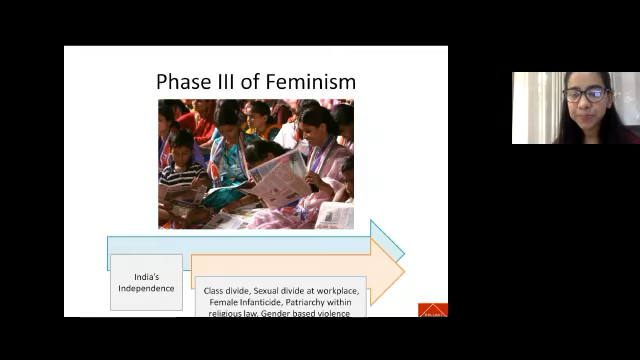 Phase III of Feminism
India's
Independence
Class divide, Sexual divide at workplace,
Female Infanticide, Patriarchy within
religious law, Gender based violence